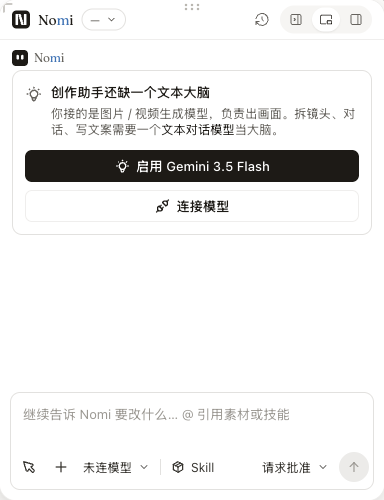 Nomi —
Nomi
创作助手还缺一个文本大脑
你接的是图片 / 视频生成模型，负责出画面。拆镜头、对
话、写文案需要一个文本对话模型当大脑。
启用 Gemini 3.5 Flash
连接模型
继续告诉 Nomi 要改什么... @ 引用素材或技能
未连模型 Skill 请求批准